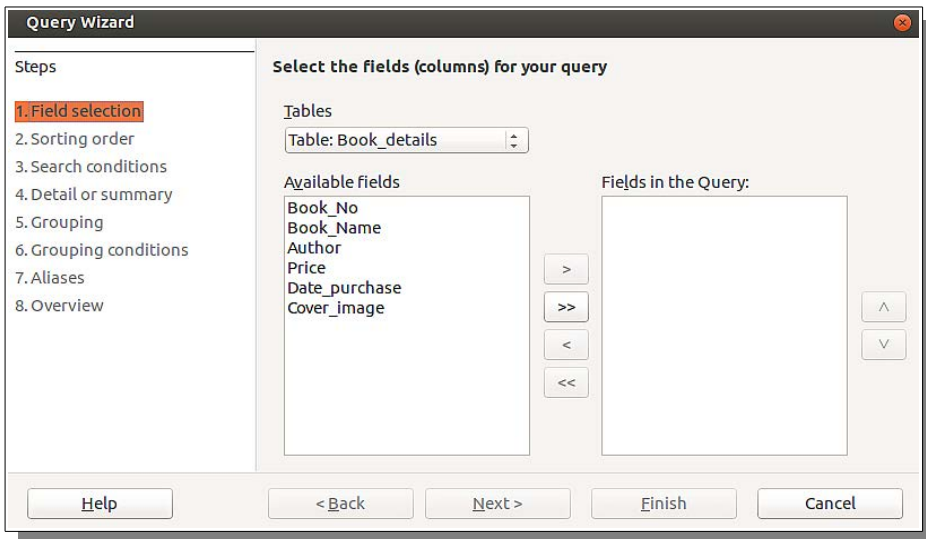 Query Wizard
Steps
1. Field selection
2. Sorting order
3. Search conditions
4. Detail or summary
5. Grouping
6. Grouping conditions
7. Aliases
8. Overview
Select the fields (columns) for your query
Tables
Table: Book_details
Available fields
Book_No
Book_Name
Author
Price
Date_purchase
Cover_image
>
>>
<
<<
Fields in the Query:
Help
< Back
Next >
Finish
Cancel